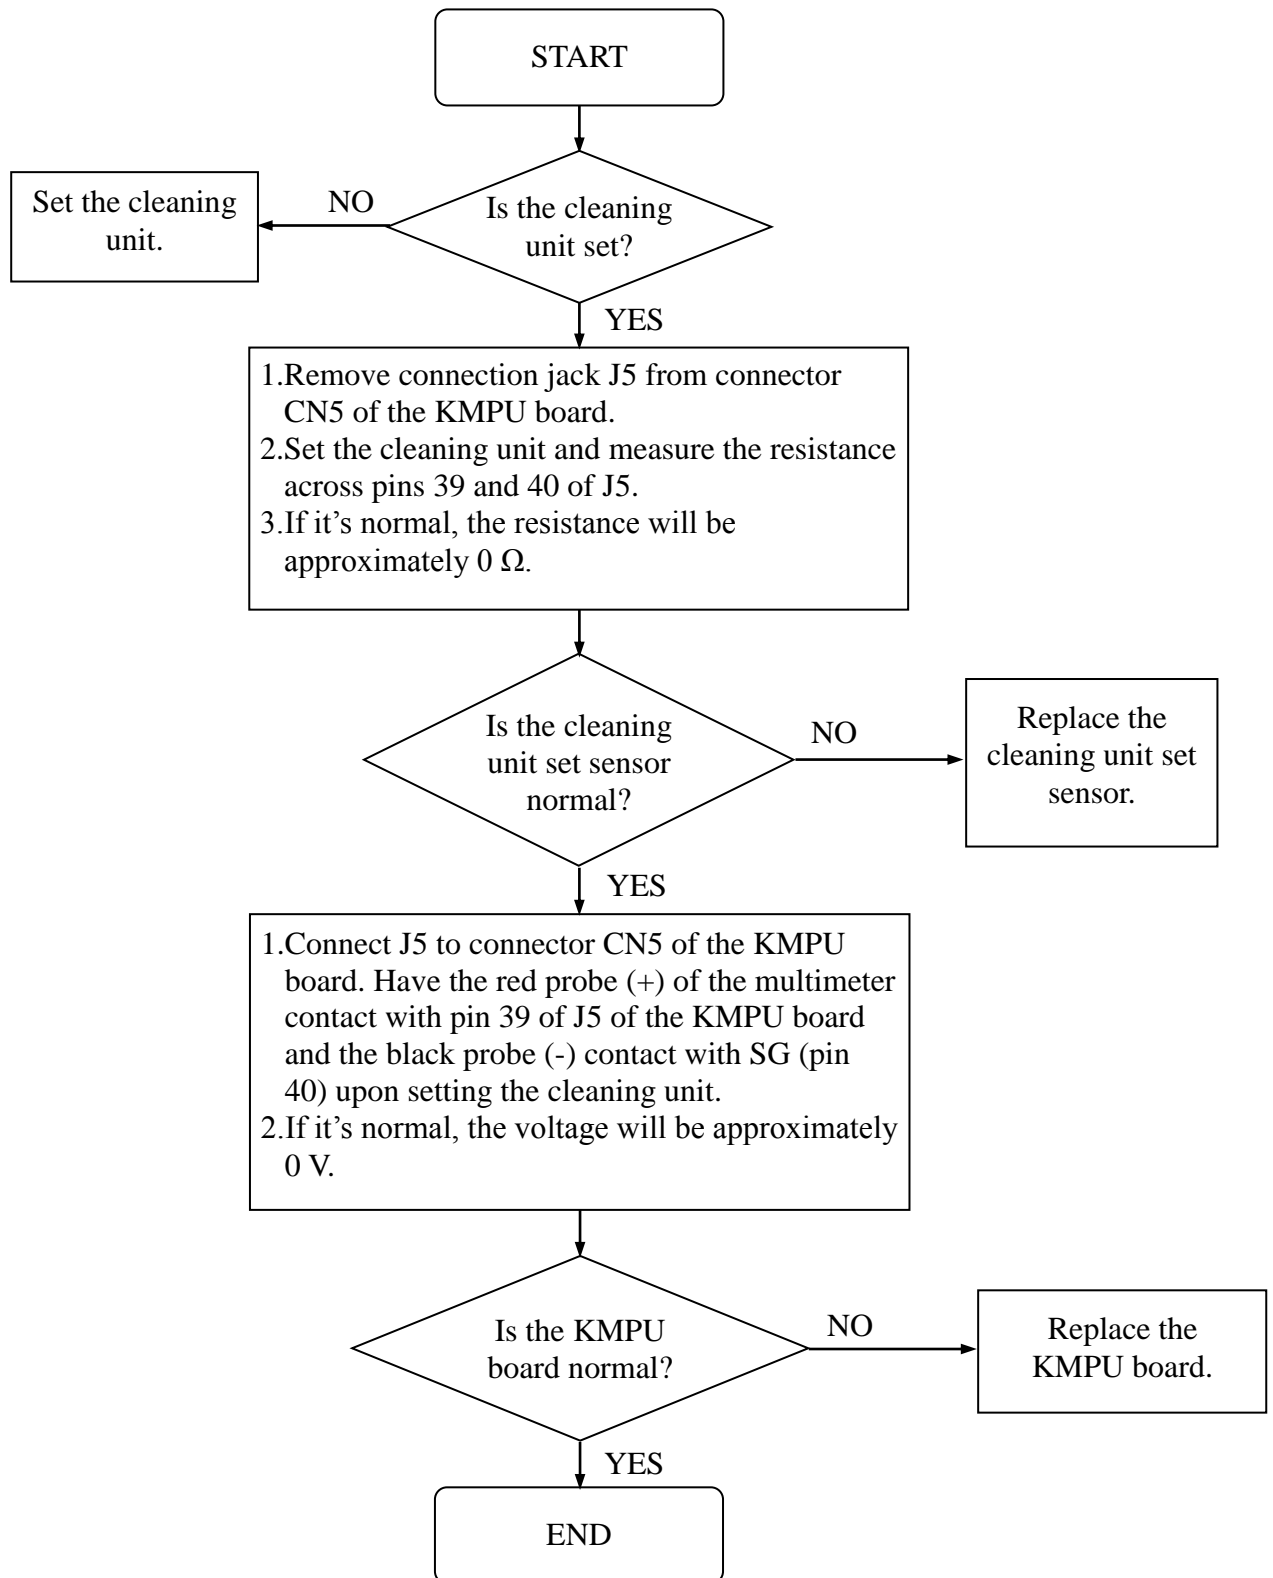 START
Set the cleaning
unit.
NO
Is the cleaning
unit set?
YES
1.Remove connection jack J5 from connector
CN5 of the KMPU board.
2.Set the cleaning unit and measure the resistance
across pins 39 and 40 of J5.
3.If it’s normal, the resistance will be
approximately 0 Ω.
Is the cleaning
unit set sensor
normal?
NO
Replace the
cleaning unit set
sensor.
YES
1.Connect J5 to connector CN5 of the KMPU
board. Have the red probe (+) of the multimeter
contact with pin 39 of J5 of the KMPU board
and the black probe (-) contact with SG (pin
40) upon setting the cleaning unit.
2.If it’s normal, the voltage will be approximately
0 V.
Is the KMPU
board normal?
NO
Replace the
KMPU board.
YES
END